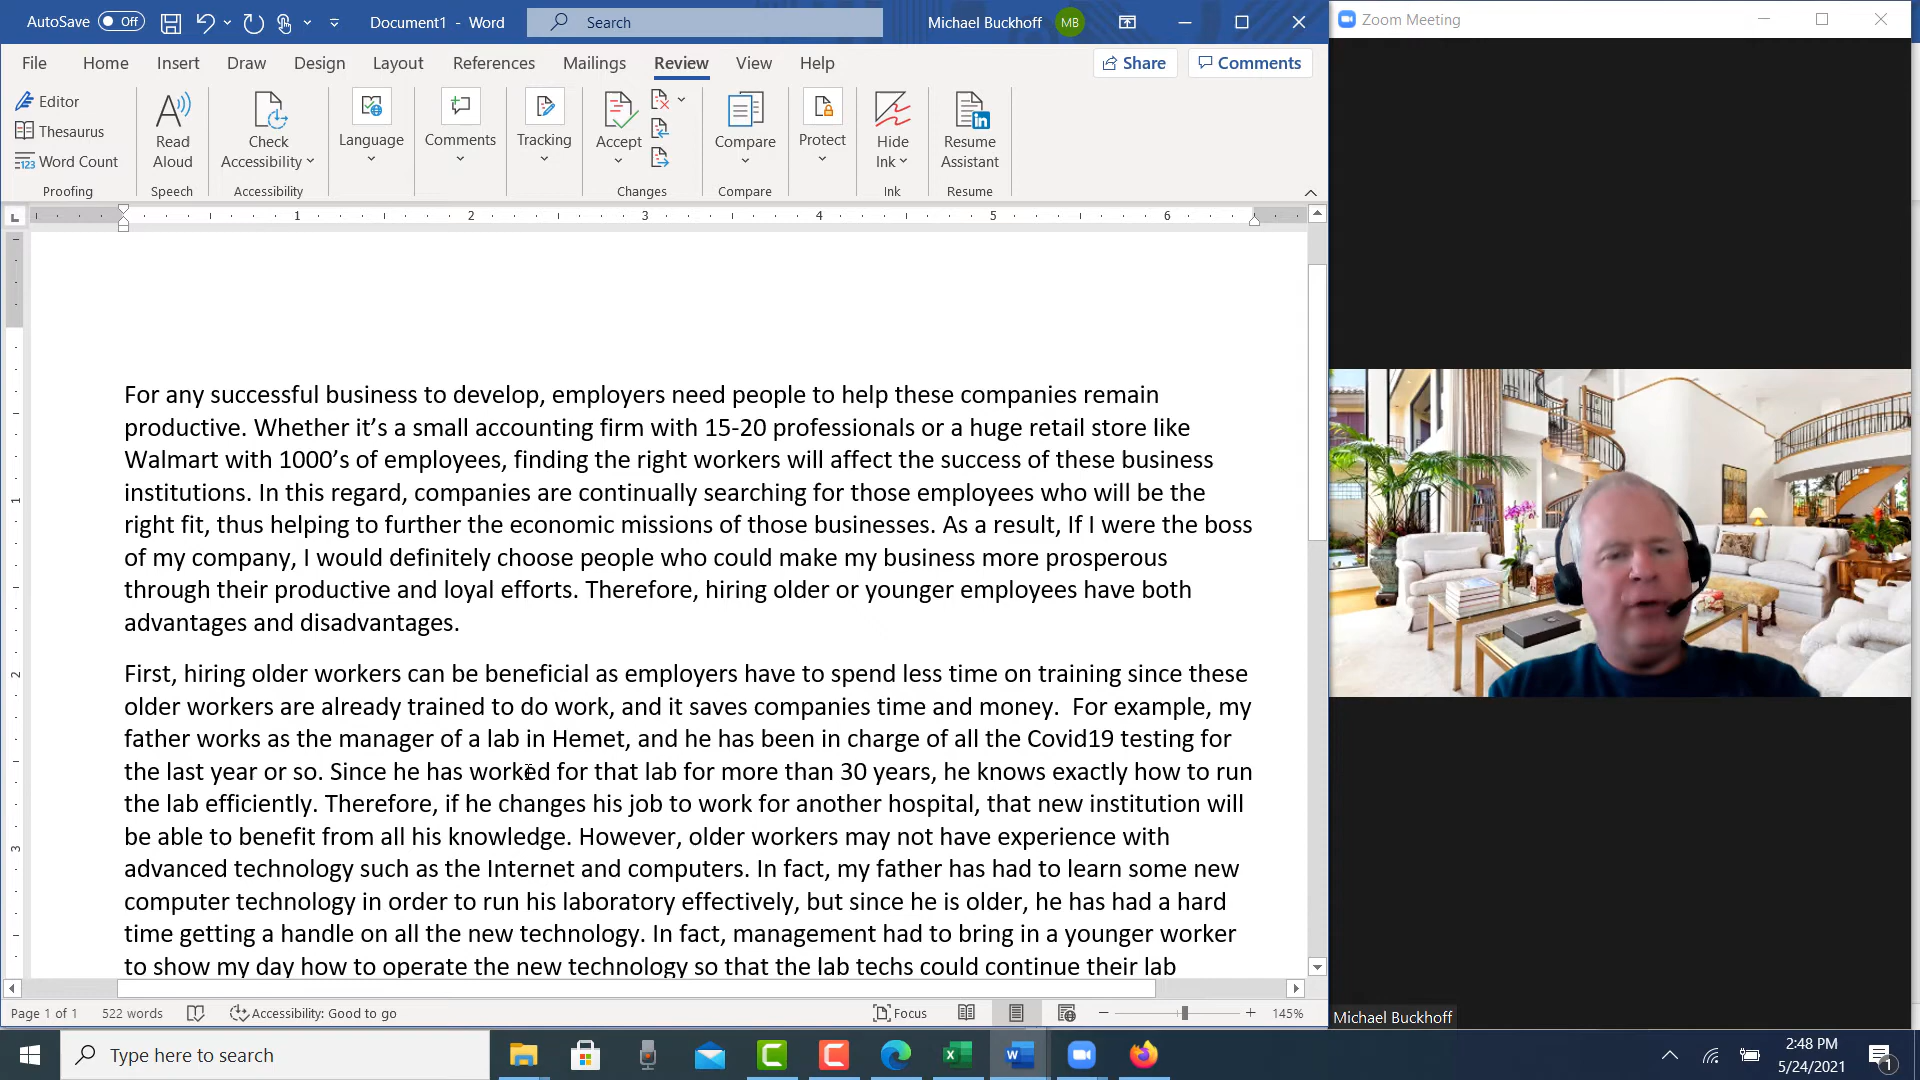 AutoSave Off Document1 - Word Search Michael Buckhoff MB
File Home Insert Draw Design Layout References Mailings Review View Help Share Comments
Editor
Thesaurus
Word Count
Proofing
Read Aloud
Speech
Check Accessibility
Accessibility
Language
Comments
Tracking
Accept
Changes
Compare
Compare
Protect
Hide Ink
Ink
Resume Assistant
Resume
1 2 3 4 5 6
For any successful business to develop, employers need people to help these companies remain
productive. Whether it’s a small accounting firm with 15-20 professionals or a huge retail store like
Walmart with 1000’s of employees, finding the right workers will affect the success of these business
institutions. In this regard, companies are continually searching for those employees who will be the
right fit, thus helping to further the economic missions of those businesses. As a result, If I were the boss
of my company, I would definitely choose people who could make my business more prosperous
through their productive and loyal efforts. Therefore, hiring older or younger employees have both
advantages and disadvantages.
First, hiring older workers can be beneficial as employers have to spend less time on training since these
older workers are already trained to do work, and it saves companies time and money.  For example, my
father works as the manager of a lab in Hemet, and he has been in charge of all the Covid19 testing for
the last year or so. Since he has worked for that lab for more than 30 years, he knows exactly how to run
the lab efficiently. Therefore, if he changes his job to work for another hospital, that new institution will
be able to benefit from all his knowledge. However, older workers may not have experience with
advanced technology such as the Internet and computers. In fact, my father has had to learn some new
computer technology in order to run his laboratory effectively, but since he is older, he has had a hard
time getting a handle on all the new technology. In fact, management had to bring in a younger worker
to show my day how to operate the new technology so that the lab techs could continue their lab
1
2
3
Page 1 of 1 522 words Accessibility: Good to go Focus 145%
Zoom Meeting
Michael Buckhoff
Type here to search
2:48 PM
5/24/2021
1